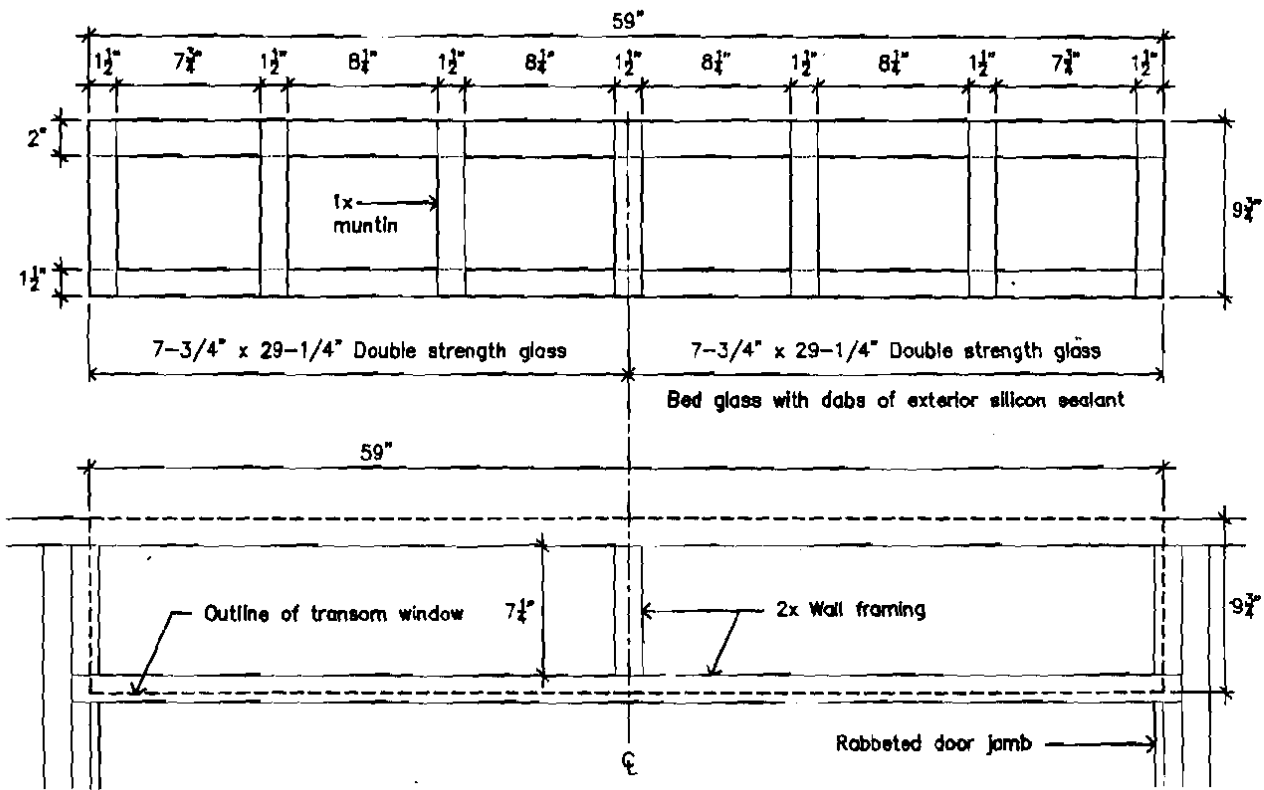 59"
1½" 7¾" 1½" 8¼" 1½" 8¼" 1½" 8¼" 1½" 8¼" 1½" 7¾" 1½"
2"
1x
muntin
9¾"
1½"
7-3/4" x 29-1/4" Double strength glass
7-3/4" x 29-1/4" Double strength glass
Bed glass with dabs of exterior silicon sealant
59"
Outline of transom window
7¼"
2x Wall framing
9¾"
Rabbeted door jamb
℄